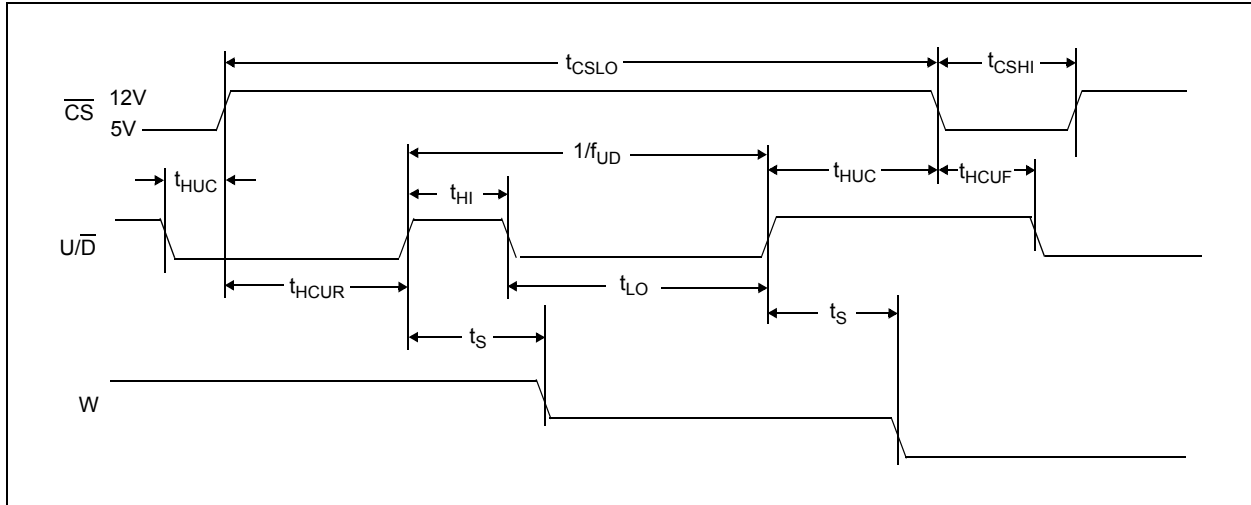 tCSLO
tCSHI
CS
12V
5V
1/fUD
tHUC
tHI
tHUC
tHCUF
U/D
tHCUR
tLO
tS
tS
W